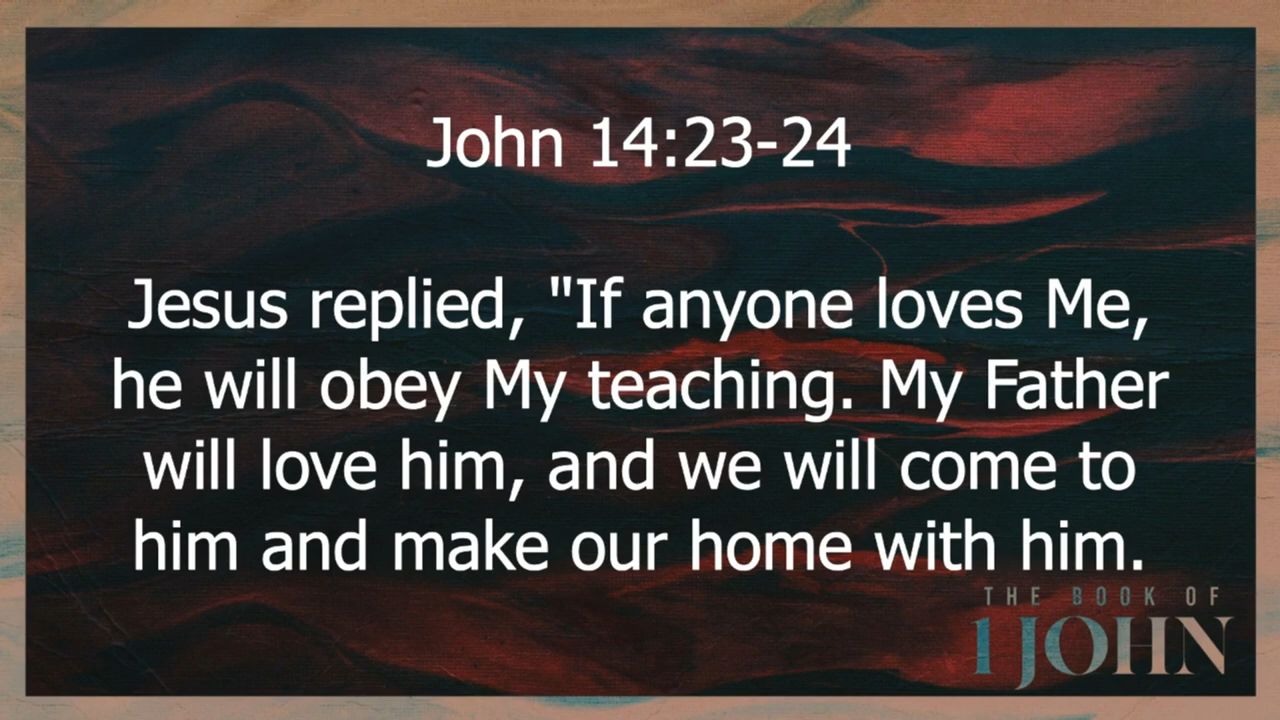 John 14:23-24
Jesus replied, "If anyone loves Me,
he will obey My teaching. My Father
will love him, and we will come to
him and make our home with him.
THE BOOK OF
1 JOHN